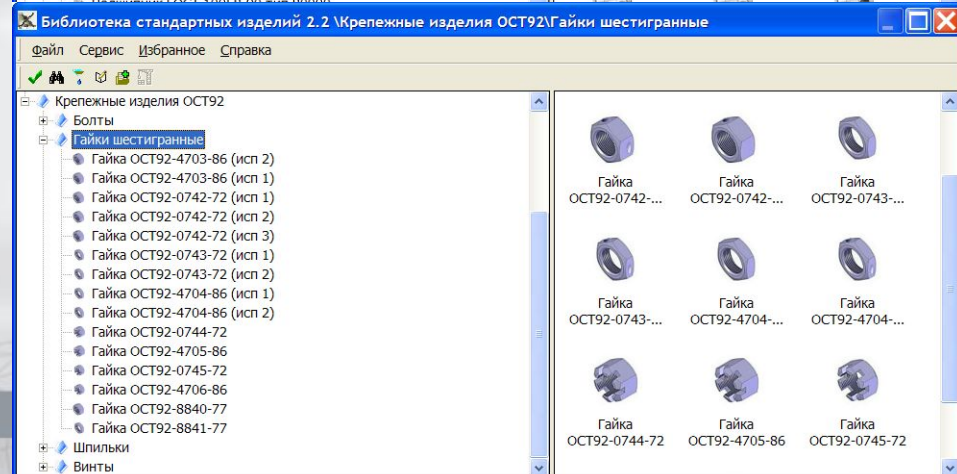 Библиотека стандартных изделий 2.2 \Крепежные изделия ОСТ92\Гайки шестигранные
Файл Сервис Избранное Справка
Крепежные изделия ОСТ92
Болты
Гайки шестигранные
Гайка ОСТ92-4703-86 (исп 2)
Гайка ОСТ92-4703-86 (исп 1)
Гайка ОСТ92-0742-72 (исп 1)
Гайка ОСТ92-0742-72 (исп 2)
Гайка ОСТ92-0742-72 (исп 3)
Гайка ОСТ92-0743-72 (исп 1)
Гайка ОСТ92-0743-72 (исп 2)
Гайка ОСТ92-4704-86 (исп 1)
Гайка ОСТ92-4704-86 (исп 2)
Гайка ОСТ92-0744-72
Гайка ОСТ92-4705-86
Гайка ОСТ92-0745-72
Гайка ОСТ92-4706-86
Гайка ОСТ92-8840-77
Гайка ОСТ92-8841-77
Шпильки
Винты
Гайка Гайка Гайка
ОСТ92-0742-... ОСТ92-0742-... ОСТ92-0743-...
Гайка Гайка Гайка
ОСТ92-0743-... ОСТ92-4704-... ОСТ92-4704-...
Гайка Гайка Гайка
ОСТ92-0744-72 ОСТ92-4705-86 ОСТ92-0745-72